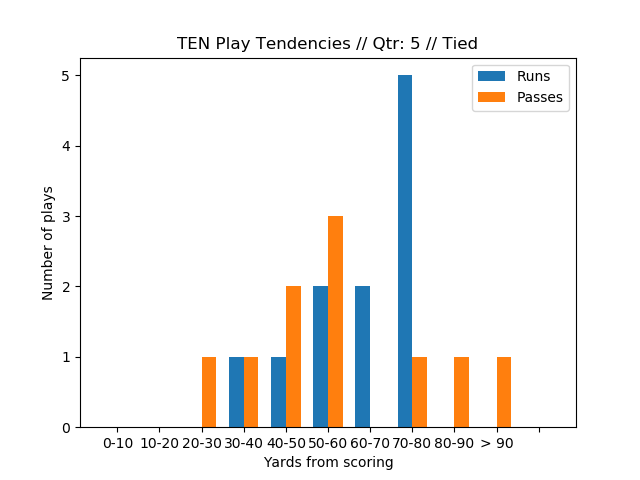 TEN Play Tendencies // Qtr: 5 // Tied
Runs
Passes
Number of plays
5
4
3
2
1
0
0-10 10-20 20-30 30-40 40-50 50-60 60-70 70-80 80-90 > 90
Yards from scoring